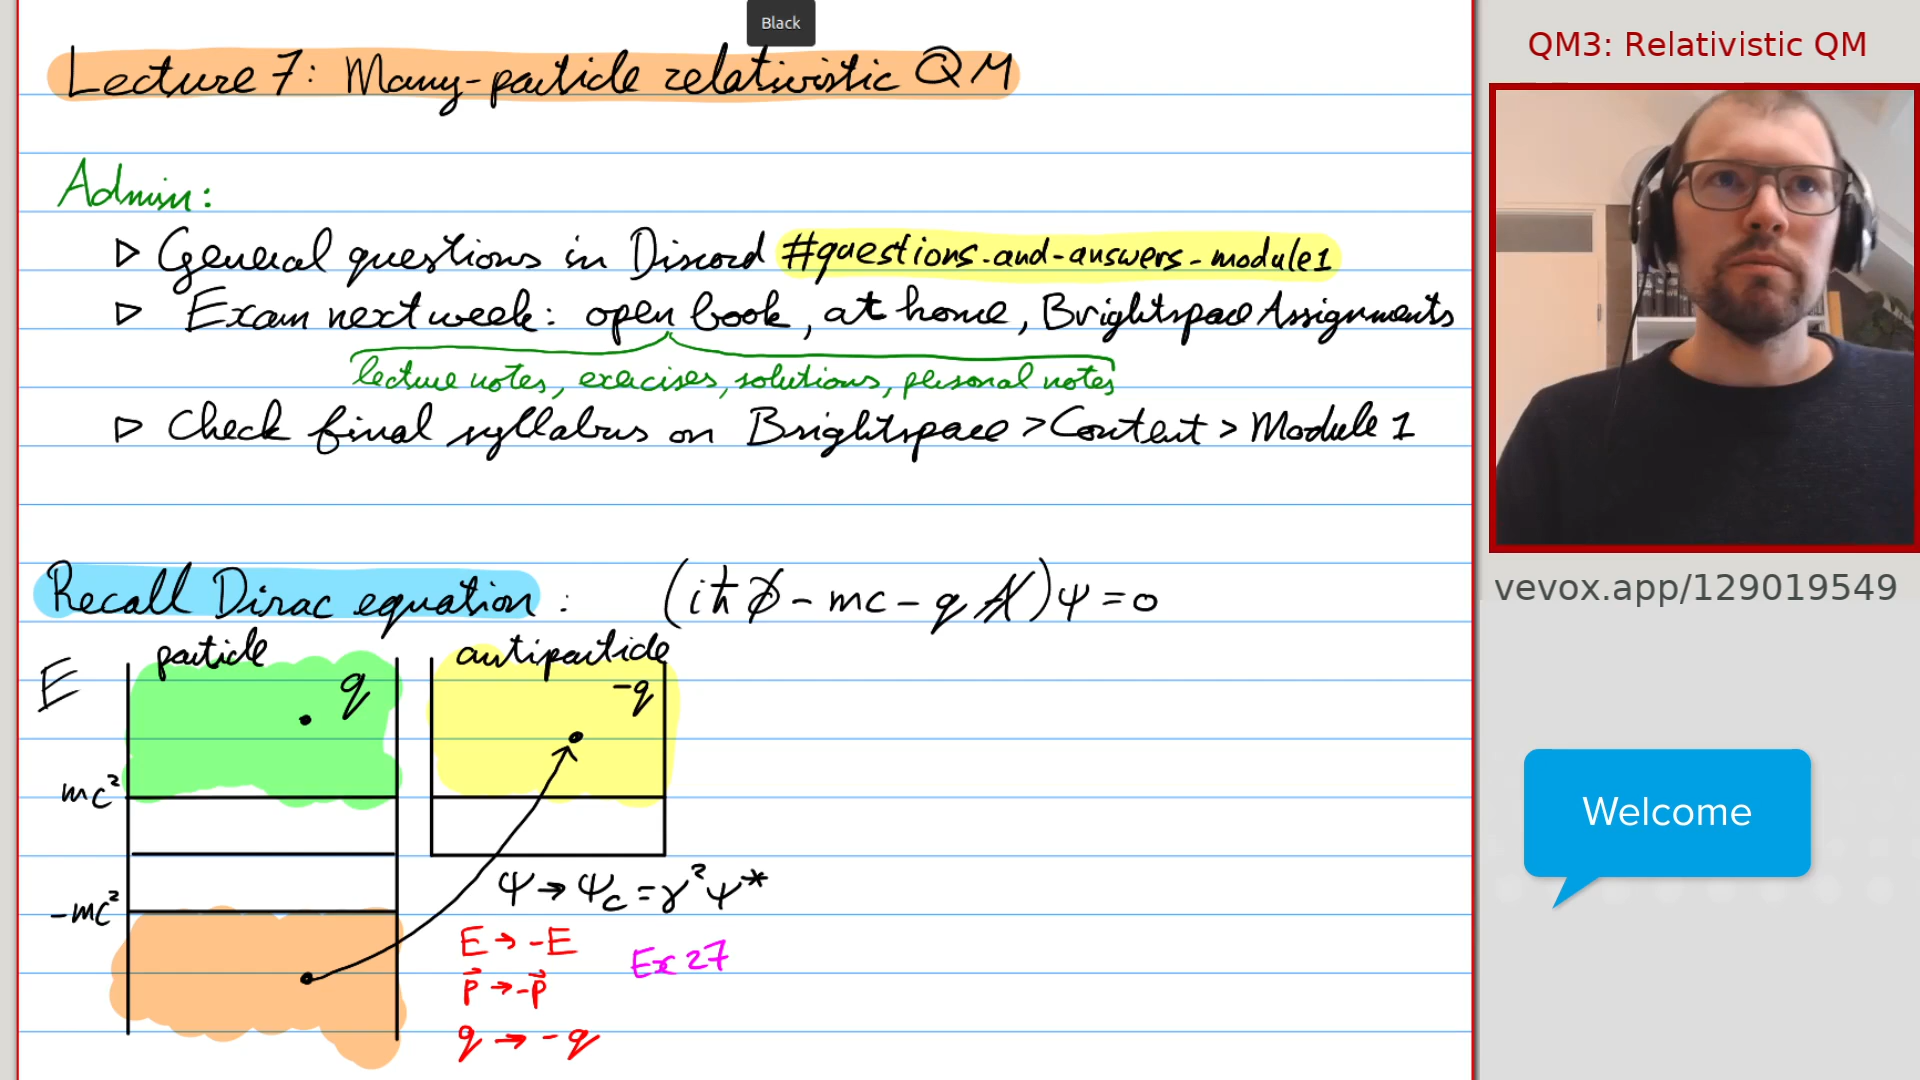 Black
Lecture 7: Many-particle relativistic QM
QM3: Relativistic QM
Admin:
▷ General questions in Discord #questions-and-answers-module1
▷ Exam next week: open book, at home, Brightspace Assignments
lecture notes, exercises, solutions, personal notes
▷ Check final syllabus on Brightspace > Content > Module 1
vevox.app/129019549
Recall Dirac equation: (iħ∂̸ - mc - qA̸)ψ = 0
particle antiparticle
E q -q
mc²
-mc²
ψ → ψ_c = γ²ψ*
E → -E
Ex 27
p⃗ → -p⃗
q → -q
Welcome